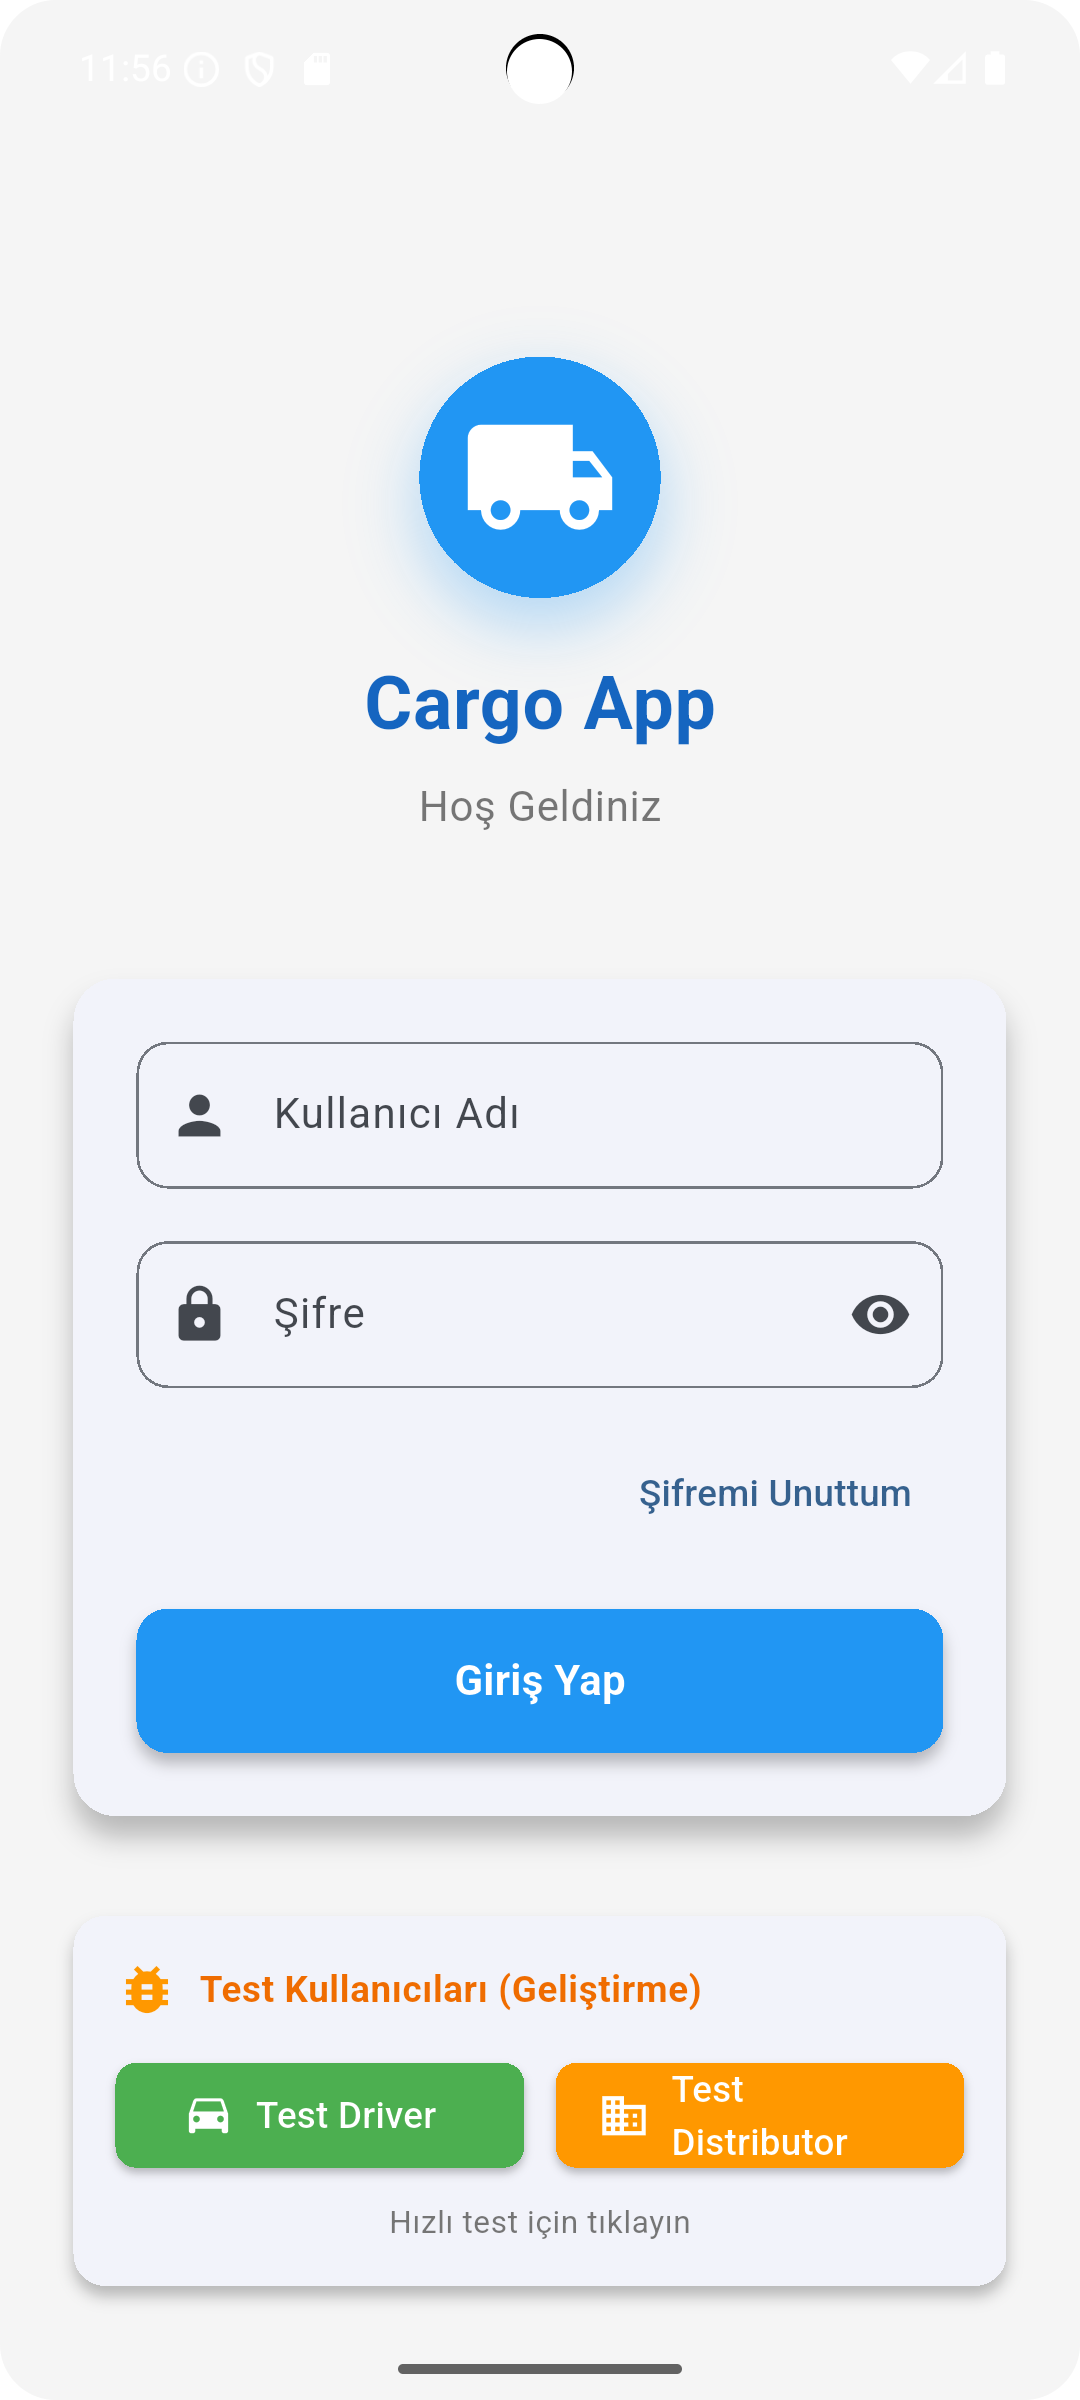 11:56
Cargo App
Hoş Geldiniz
Kullanıcı Adı
Şifre
Şifremi Unuttum
Giriş Yap
Test Kullanıcıları (Geliştirme)
Test Driver
Test
Distributor
Hızlı test için tıklayın